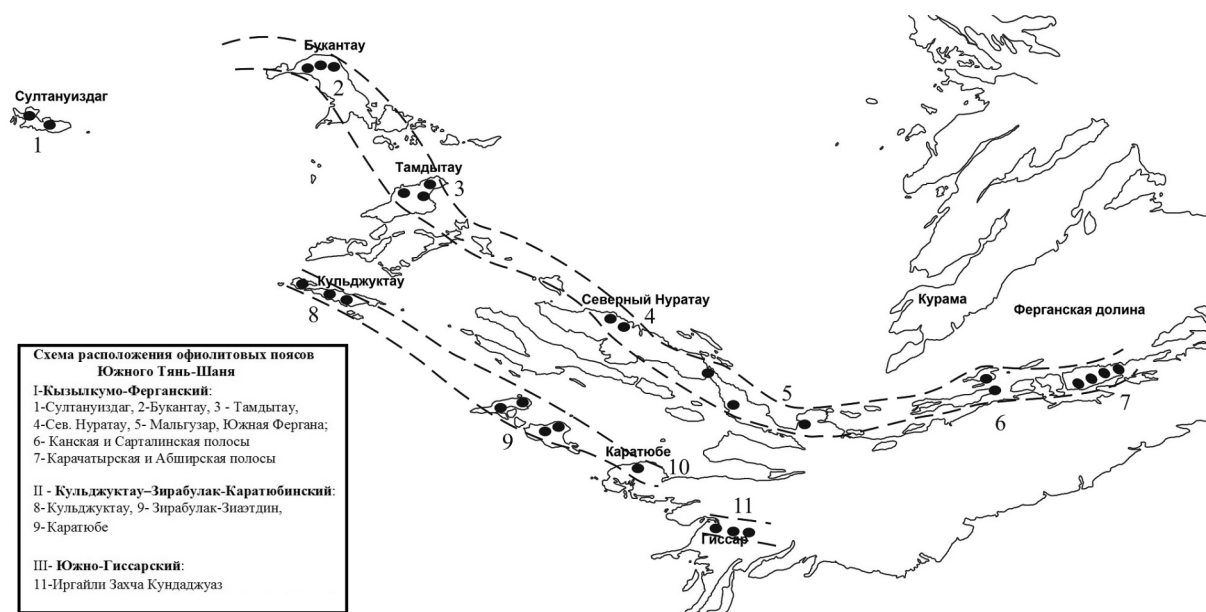 Букантау
2
Султануиздаг
1
Тамдытау
3
Кульджуктау
8
Северный Нуратау
4
Курама
Ферганская долина
5
6
7
9
Каратюбе
10
11
Гиссар
Схема расположения офиолитовых поясов
Южного Тянь-Шаня
I-Кызылкумо-Ферганский:
1-Султануиздаг, 2-Букантау, 3 - Тамдытау,
4-Сев. Нуратау, 5- Мальгузар, Южная Фергана;
6- Канская и Сарталинская полосы
7- Карачатырская и Абширская полосы
II - Кульджуктау–Зирабулак-Каратюбинский:
8-Кульджуктау, 9- Зирабулак-Зиаэтдин,
9-Каратюбе
III- Южно-Гиссарский:
11-Иргайли Захча Кундаджуаз